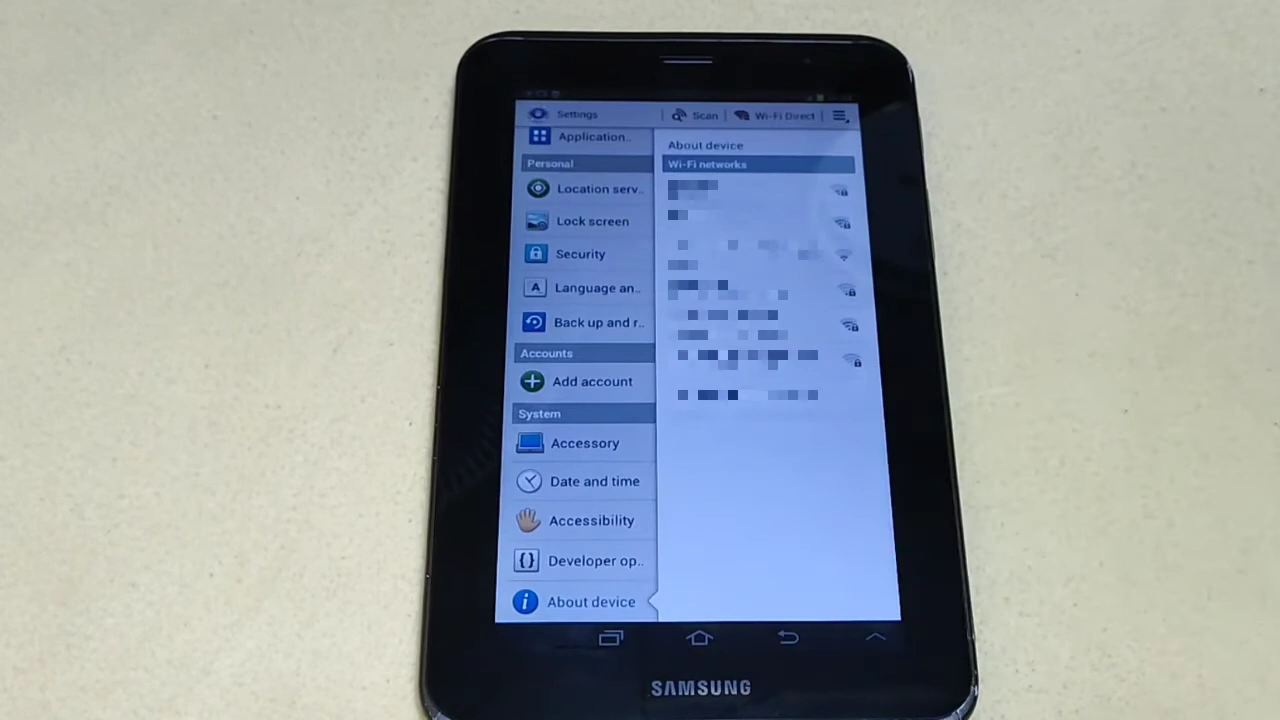 Settings
Scan
Wi-Fi Direct
Application..
Personal
Location serv..
Lock screen
Security
Language an..
Back up and r..
Accounts
Add account
System
Accessory
Date and time
Accessibility
Developer op..
About device
About device
Wi-Fi networks
SAMSUNG